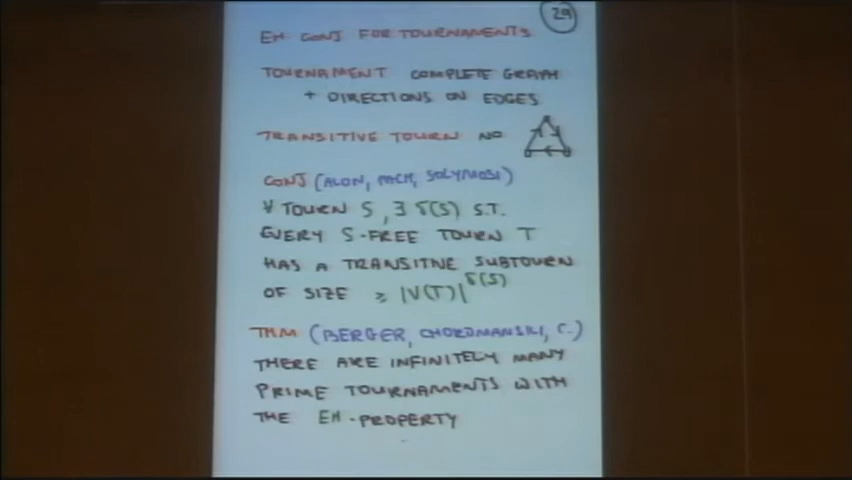 29
EH CONJ FOR TOURNAMENTS
TOURNAMENT COMPLETE GRAPH
+ DIRECTIONS ON EDGES
TRANSITIVE TOURN NO
CONJ (ALON, PACH, SOLYMOSI)
∀ TOURN S, ∃ δ(S) S.T.
EVERY S-FREE TOURN T
HAS A TRANSITIVE SUBTOURN
OF SIZE ≥ |V(T)|^δ(S)
THM (BERGER, CHOROMANSKI, C.)
THERE ARE INFINITELY MANY
PRIME TOURNAMENTS WITH
THE EH-PROPERTY